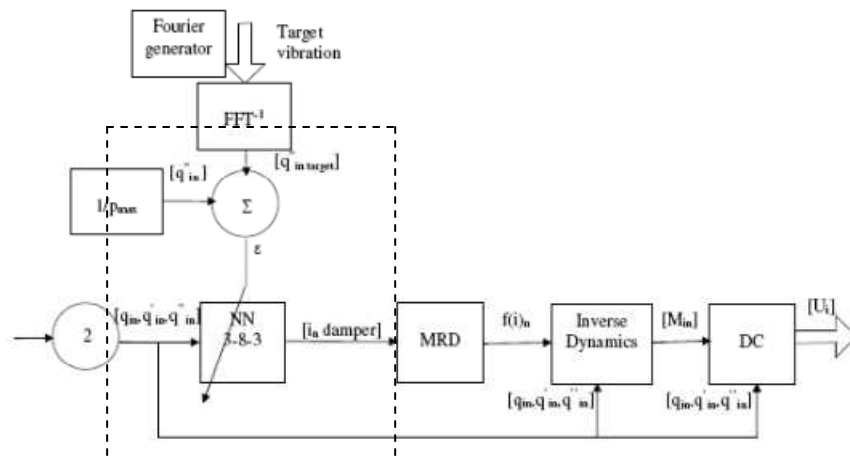 Fourier
generator
Target
vibration
FFT⁻¹
[q̈ᵢₙ]
[q̈ᵢₙ ₜₐᵣgₑₜ]
1/pₘₐₓ
Σ
ε
2
[qᵢₙ,q̇ᵢₙ,q̈ᵢₙ]
NN
3-8-3
[iₙ damper]
MRD
f(i)ₙ
Inverse
Dynamics
[Mᵢₙ]
DC
[Uᵢ]
[qᵢₙ,q̇ᵢₙ,q̈ᵢₙ]
[qᵢₙ,q̇ᵢₙ,q̈ᵢₙ]